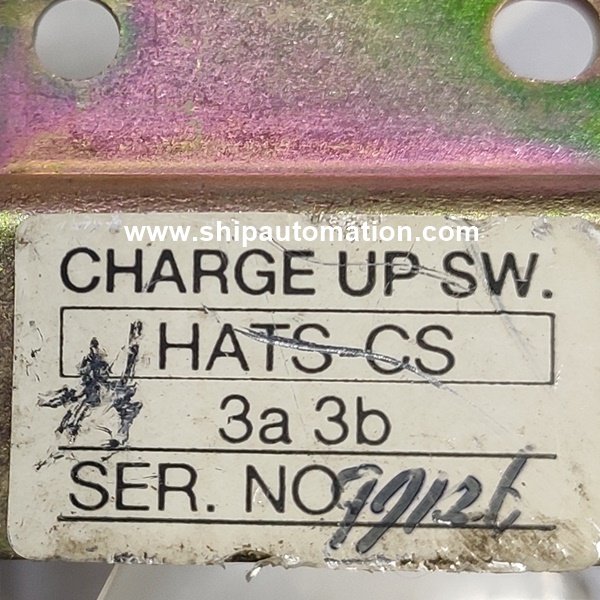 www.shipautomation.com
CHARGE UP SW.
HATS-CS
3a 3b
SER. NO.